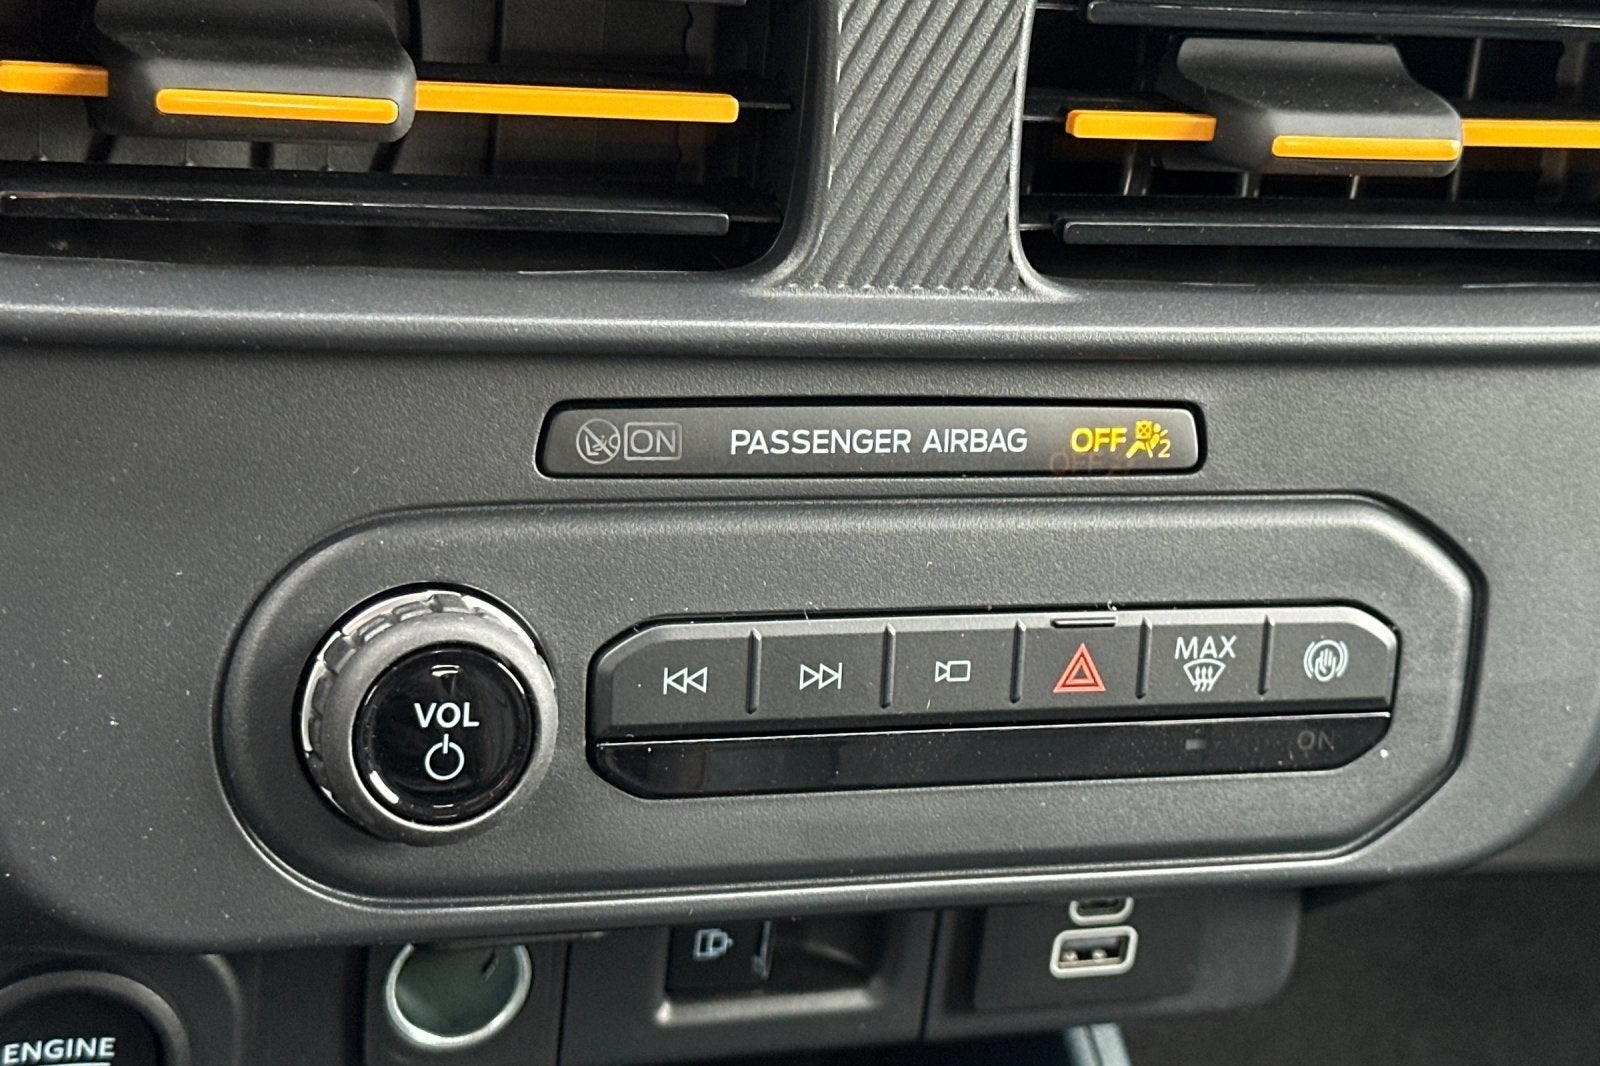 ON PASSENGER AIRBAG OFF 2
VOL
MAX
ON
ENGINE